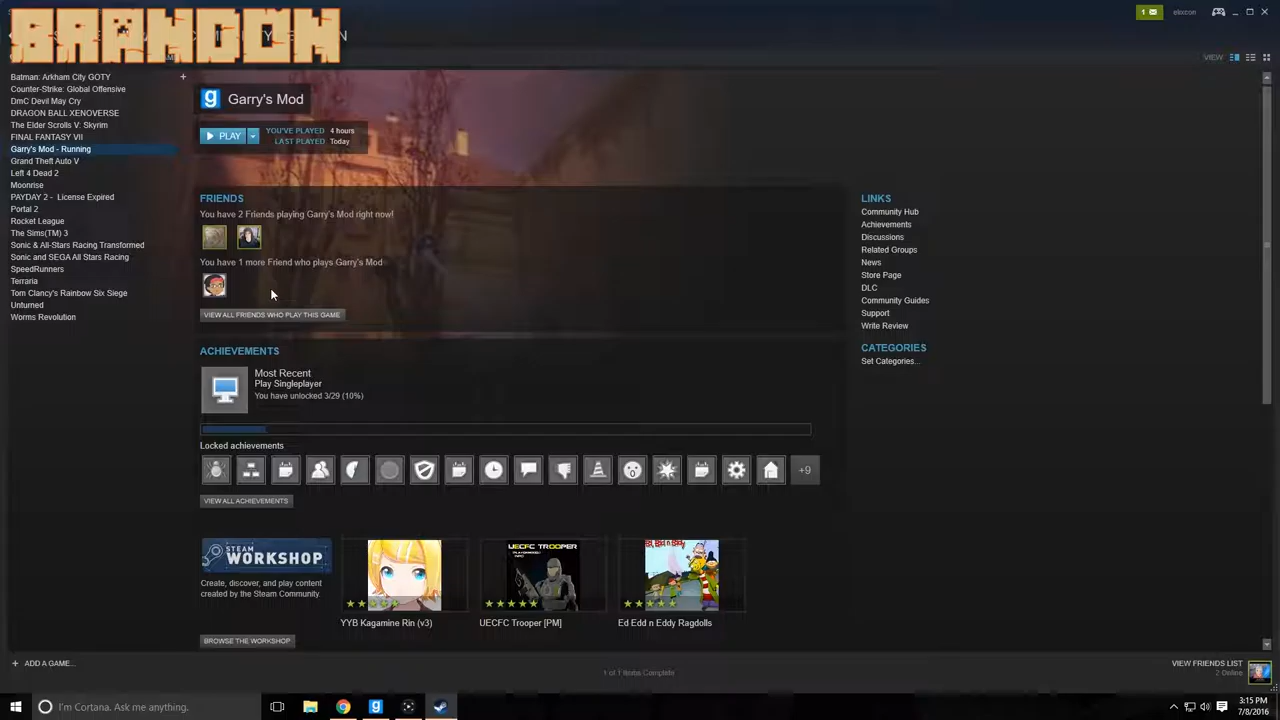 BRANDON
1
elxcon
VIEW
Batman: Arkham City GOTY
Counter-Strike: Global Offensive
DmC Devil May Cry
DRAGON BALL XENOVERSE
The Elder Scrolls V: Skyrim
FINAL FANTASY VII
Garry's Mod - Running
Grand Theft Auto V
Left 4 Dead 2
Moonrise
PAYDAY 2 - License Expired
Portal 2
Rocket League
The Sims(TM) 3
Sonic & All-Stars Racing Transformed
Sonic and SEGA All Stars Racing
SpeedRunners
Terraria
Tom Clancy's Rainbow Six Siege
Unturned
Worms Revolution
+ ADD A GAME...
g Garry's Mod
PLAY
YOU'VE PLAYED 4 hours
LAST PLAYED Today
FRIENDS
You have 2 Friends playing Garry's Mod right now!
You have 1 more Friend who plays Garry's Mod
VIEW ALL FRIENDS WHO PLAY THIS GAME
ACHIEVEMENTS
Most Recent
Play Singleplayer
You have unlocked 3/29 (10%)
Locked achievements
+9
VIEW ALL ACHIEVEMENTS
STEAM
WORKSHOP
Create, discover, and play content
created by the Steam Community.
BROWSE THE WORKSHOP
YYB Kagamine Rin (v3)
UECFC TROOPER
UECFC Trooper [PM]
Ed Edd n Eddy Ragdolls
LINKS
Community Hub
Achievements
Discussions
Related Groups
News
Store Page
DLC
Community Guides
Support
Write Review
CATEGORIES
Set Categories...
1 of 1 Items Complete
VIEW FRIENDS LIST
2 Online
I'm Cortana. Ask me anything.
3:15 PM
7/8/2016